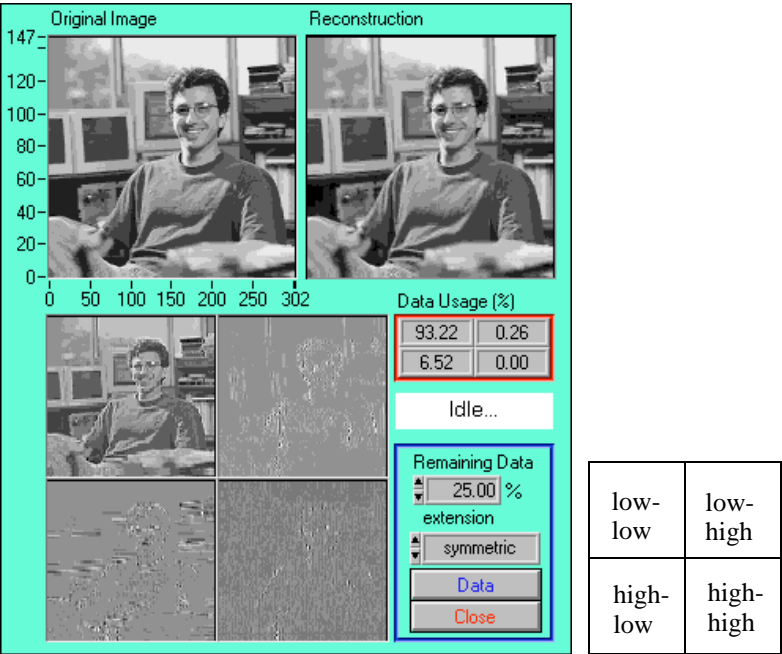 Original Image
Reconstruction
147
120
100
80
60
40
20
0
0 50 100 150 200 250 302
Data Usage (%)
93.22 0.26
6.52 0.00
Idle...
Remaining Data
25.00 %
extension
symmetric
Data
Close
low-
low
low-
high
high-
low
high-
high